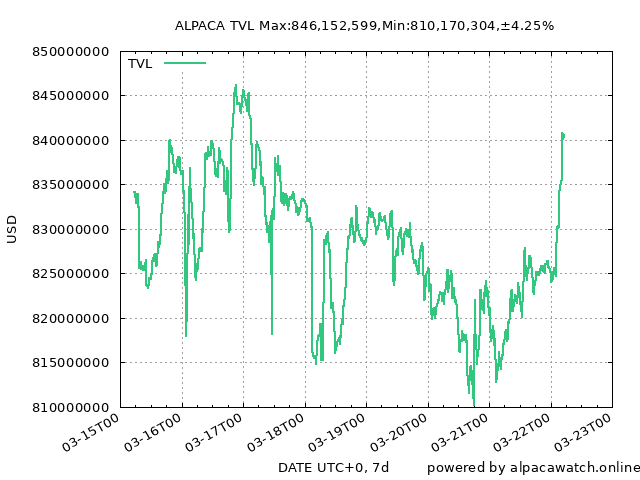 ALPACA TVL Max:846,152,599,Min:810,170,304,±4.25%
850000000
TVL
845000000
840000000
835000000
830000000
USD
825000000
820000000
815000000
810000000
03-15T00
03-16T00
03-17T00
03-18T00
03-19T00
03-20T00
03-21T00
03-22T00
03-23T00
DATE UTC+0, 7d
powered by alpacawatch.online